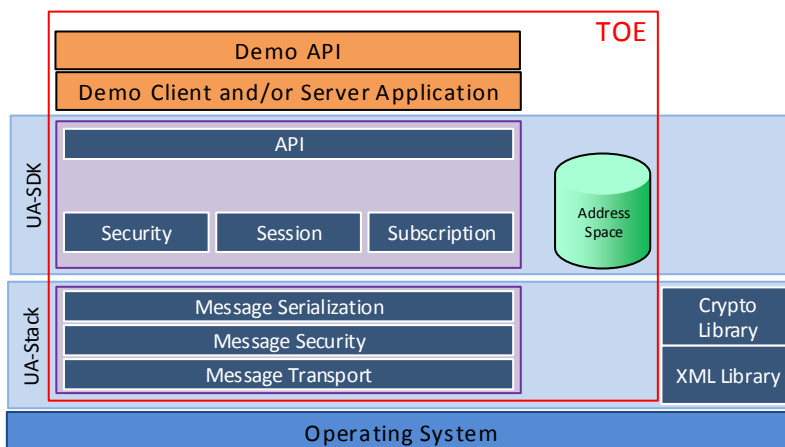 TOE
Demo API
Demo Client and/or Server Application
UA-SDK
API
Security
Session
Subscription
Address
Space
UA-Stack
Message Serialization
Message Security
Message Transport
Crypto
Library
XML Library
Operating System